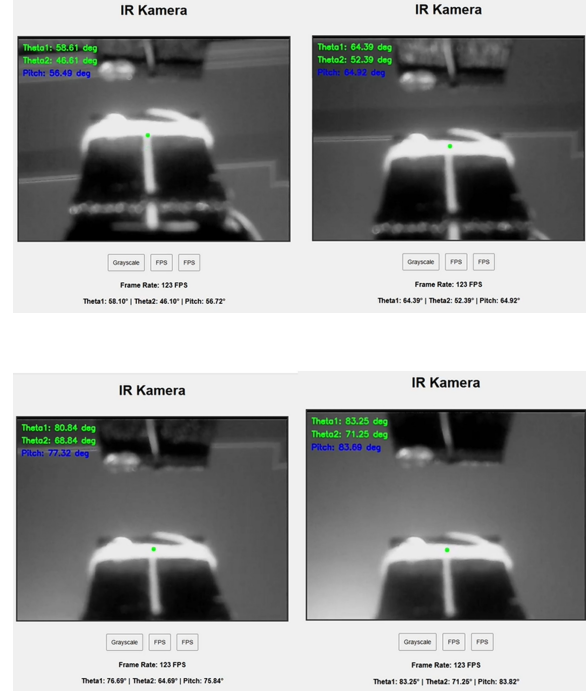 IR Kamera
Theta1: 58.61 deg
Theta2: 46.61 deg
Pitch: 56.49 deg
Grayscale FPS FPS
Frame Rate: 123 FPS
Theta1: 58.10° | Theta2: 46.10° | Pitch: 56.72°
IR Kamera
Theta1: 64.39 deg
Theta2: 52.39 deg
Pitch: 64.92 deg
Grayscale FPS FPS
Frame Rate: 123 FPS
Theta1: 64.39° | Theta2: 52.39° | Pitch: 64.92°
IR Kamera
Theta1: 80.84 deg
Theta2: 68.84 deg
Pitch: 77.32 deg
Grayscale FPS FPS
Frame Rate: 123 FPS
Theta1: 76.69° | Theta2: 64.69° | Pitch: 75.84°
IR Kamera
Theta1: 83.25 deg
Theta2: 71.25 deg
Pitch: 83.69 deg
Grayscale FPS FPS
Frame Rate: 123 FPS
Theta1: 83.25° | Theta2: 71.25° | Pitch: 83.82°